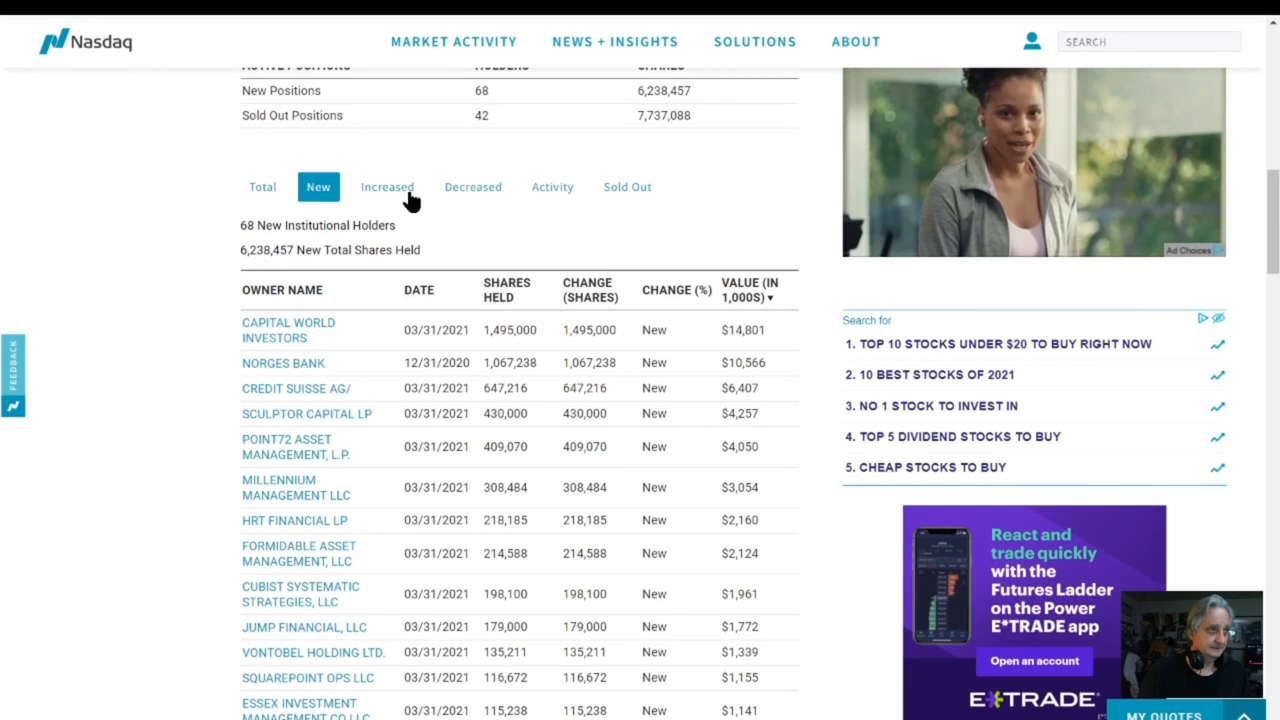 Nasdaq
MARKET ACTIVITY NEWS + INSIGHTS SOLUTIONS ABOUT SEARCH
ACTIVE POSITIONS HOLDERS SHARES
New Positions 68 6,238,457
Sold Out Positions 42 7,737,088
Total New Increased Decreased Activity Sold Out
68 New Institutional Holders
6,238,457 New Total Shares Held
OWNER NAME DATE SHARES HELD CHANGE (SHARES) CHANGE (%) VALUE (IN 1,000S) ▼
CAPITAL WORLD INVESTORS 03/31/2021 1,495,000 1,495,000 New $14,801
NORGES BANK 12/31/2020 1,067,238 1,067,238 New $10,566
CREDIT SUISSE AG/ 03/31/2021 647,216 647,216 New $6,407
SCULPTOR CAPITAL LP 03/31/2021 430,000 430,000 New $4,257
POINT72 ASSET MANAGEMENT, L.P. 03/31/2021 409,070 409,070 New $4,050
MILLENNIUM MANAGEMENT LLC 03/31/2021 308,484 308,484 New $3,054
HRT FINANCIAL LP 03/31/2021 218,185 218,185 New $2,160
FORMIDABLE ASSET MANAGEMENT, LLC 03/31/2021 214,588 214,588 New $2,124
CUBIST SYSTEMATIC STRATEGIES, LLC 03/31/2021 198,100 198,100 New $1,961
JUMP FINANCIAL, LLC 03/31/2021 179,000 179,000 New $1,772
VONTOBEL HOLDING LTD. 03/31/2021 135,211 135,211 New $1,339
SQUAREPOINT OPS LLC 03/31/2021 116,672 116,672 New $1,155
ESSEX INVESTMENT MANAGEMENT CO LLC 03/31/2021 115,238 115,238 New $1,141
FEEDBACK
Ad Choices
Search for
1. TOP 10 STOCKS UNDER $20 TO BUY RIGHT NOW
2. 10 BEST STOCKS OF 2021
3. NO 1 STOCK TO INVEST IN
4. TOP 5 DIVIDEND STOCKS TO BUY
5. CHEAP STOCKS TO BUY
React and
trade quickly
with the
Futures Ladder
on the Power
E*TRADE app
Open an account
E*TRADE
MY QUOTES